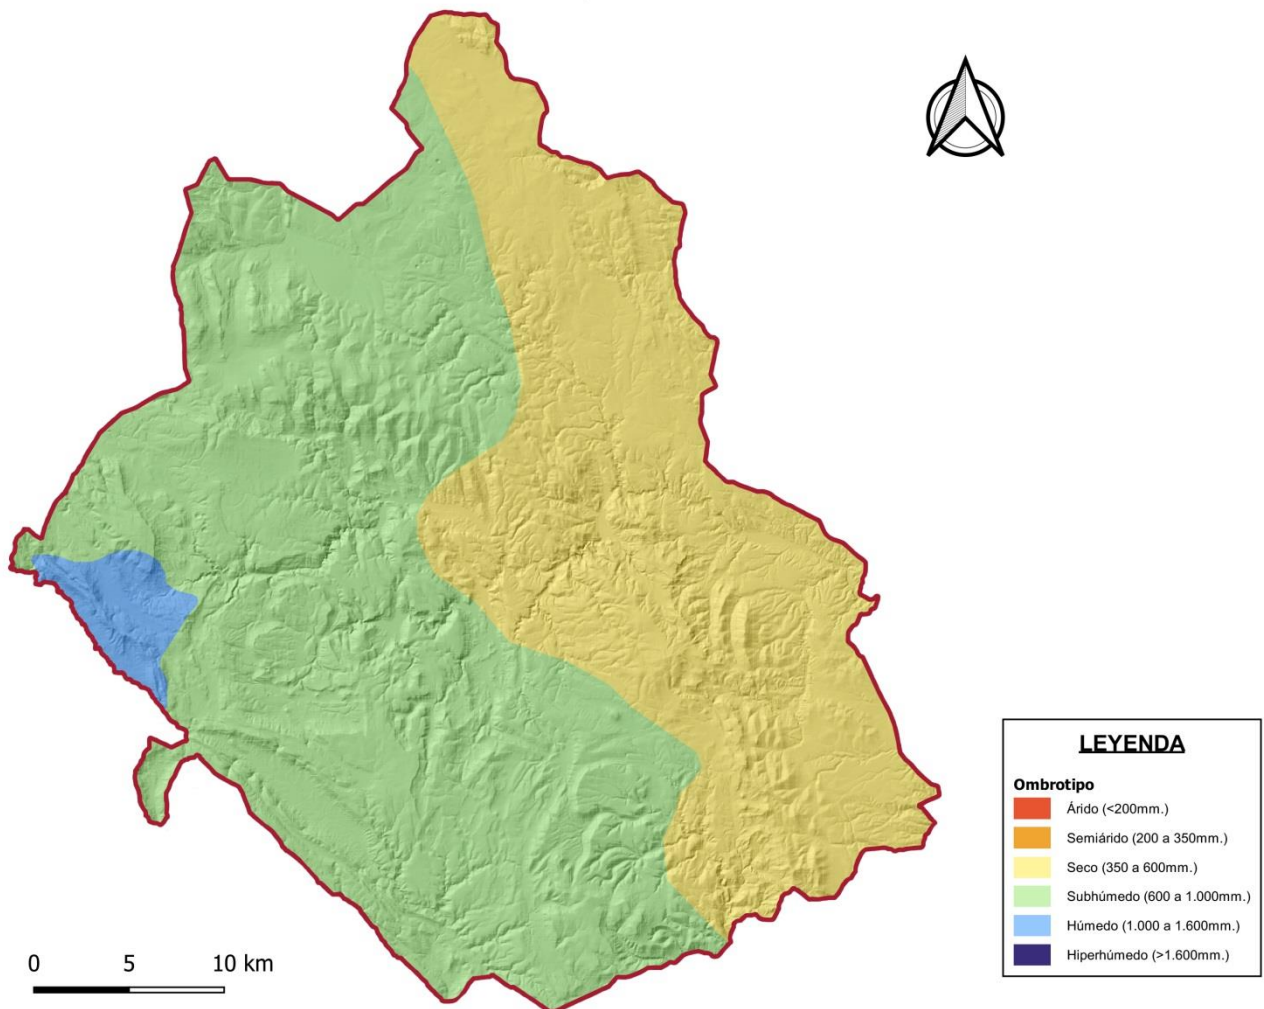 LEYENDA
Ombrotipo
Árido (<200mm.)
Semiárido (200 a 350mm.)
Seco (350 a 600mm.)
Subhúmedo (600 a 1.000mm.)
Húmedo (1.000 a 1.600mm.)
Hiperhúmedo (>1.600mm.)
0 5 10 km